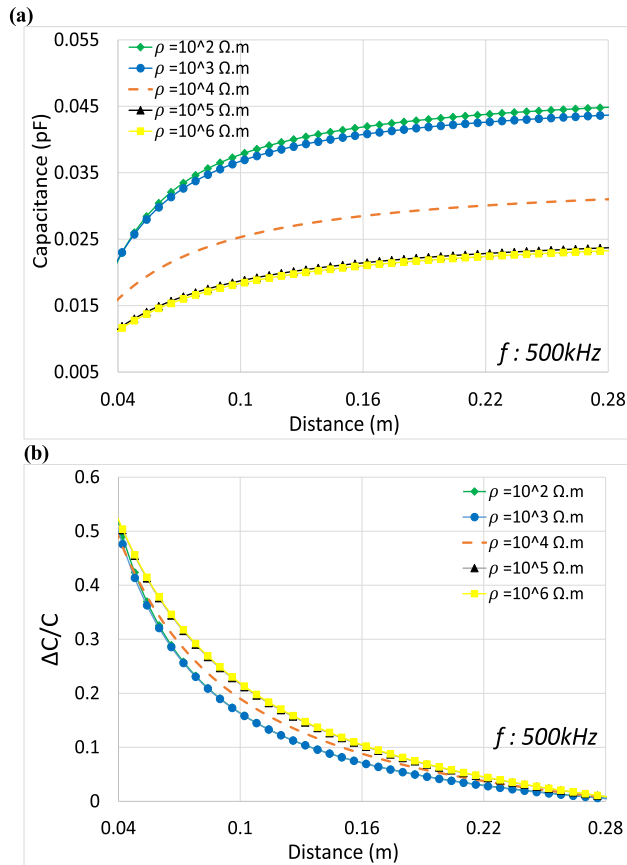 (a)
0.055
0.045
0.035
0.025
0.015
0.005
Capacitance (pF)
ρ =10^2 Ω.m
ρ =10^3 Ω.m
ρ =10^4 Ω.m
ρ =10^5 Ω.m
ρ =10^6 Ω.m
f : 500kHz
0.04 0.1 0.16 0.22 0.28
Distance (m)
(b)
0.6
0.5
0.4
0.3
0.2
0.1
0
ΔC/C
ρ =10^2 Ω.m
ρ =10^3 Ω.m
ρ =10^4 Ω.m
ρ =10^5 Ω.m
ρ =10^6 Ω.m
f : 500kHz
0.04 0.1 0.16 0.22 0.28
Distance (m)